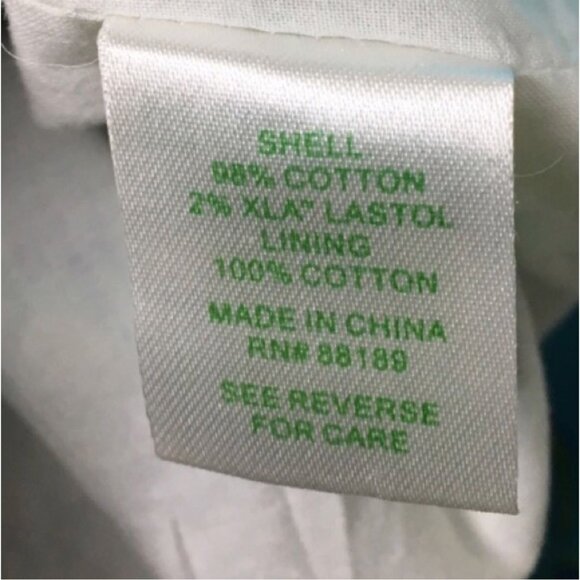 SHELL
98% COTTON
2% XLA* LASTOL
LINING
100% COTTON
MADE IN CHINA
RN# 88189
SEE REVERSE
FOR CARE